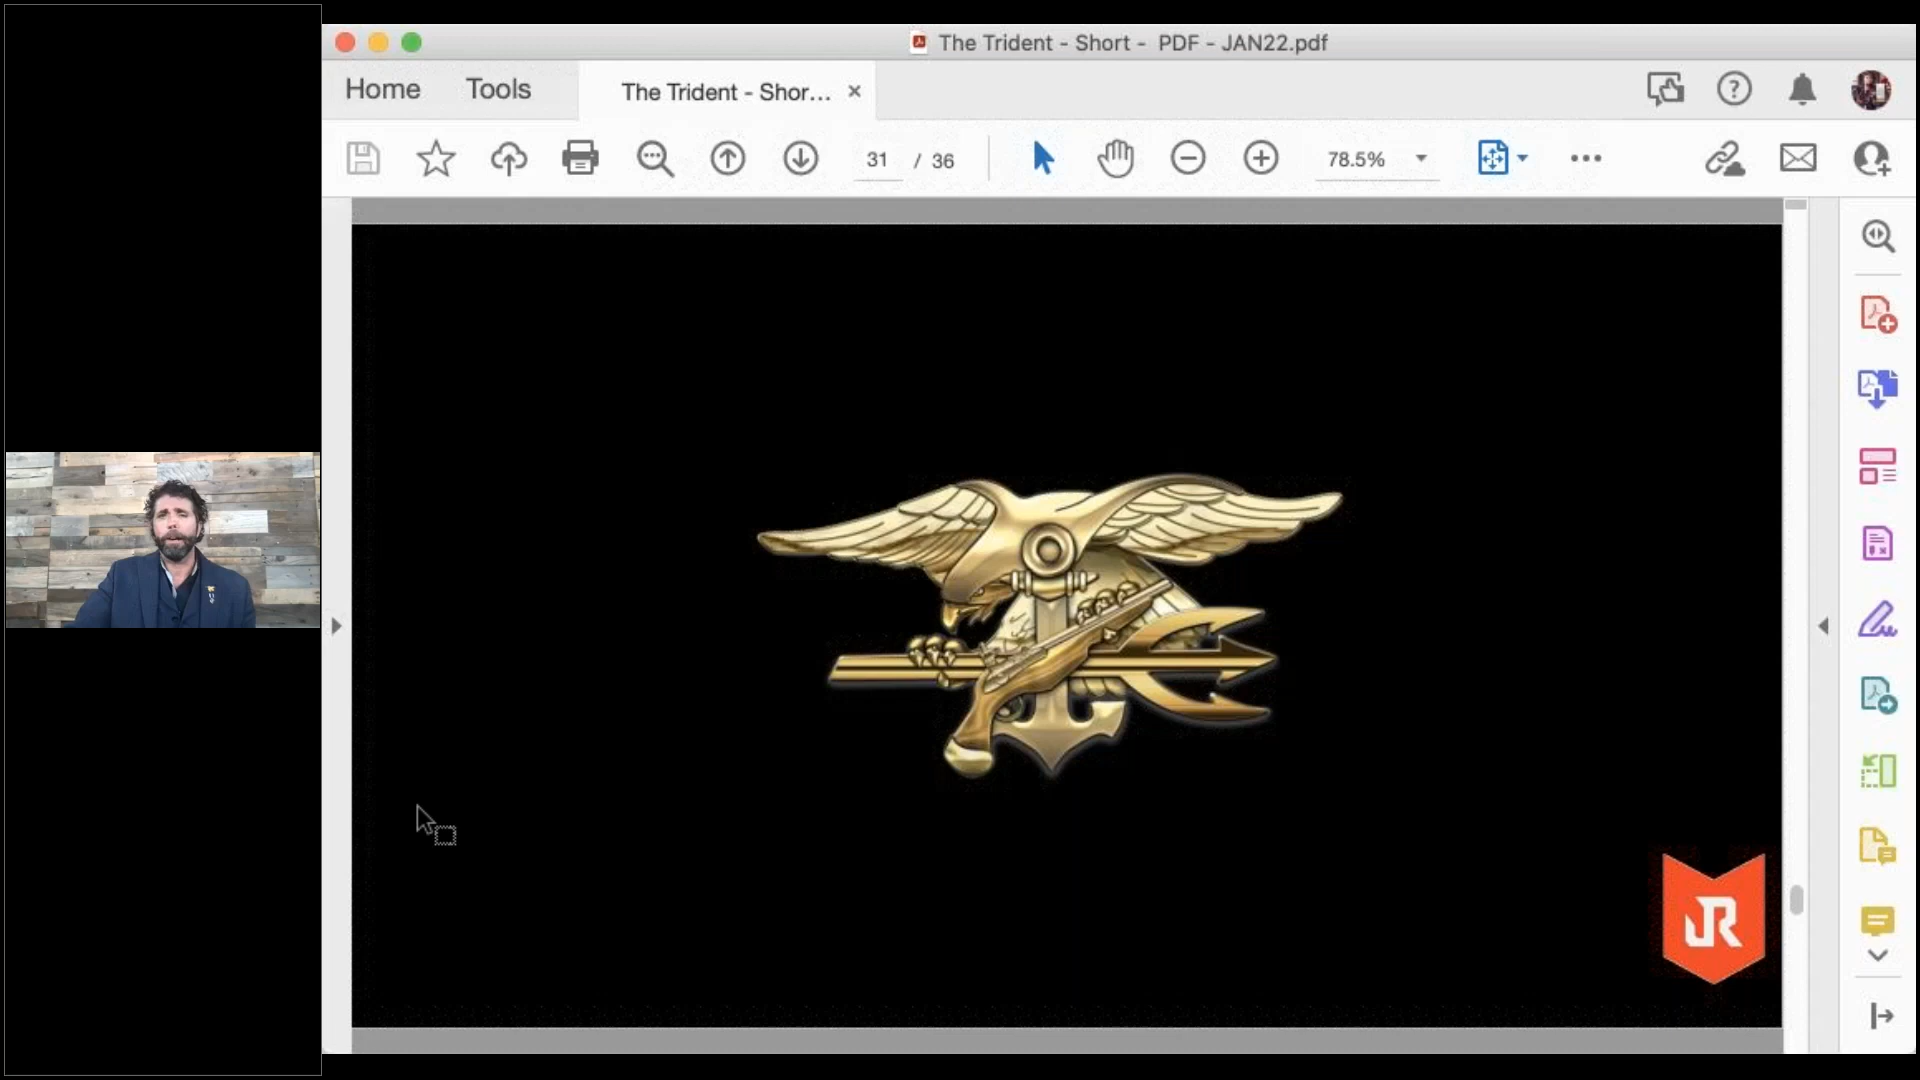 The Trident - Short - PDF - JAN22.pdf
Home
Tools
The Trident - Shor...
31 / 36
78.5%
JR